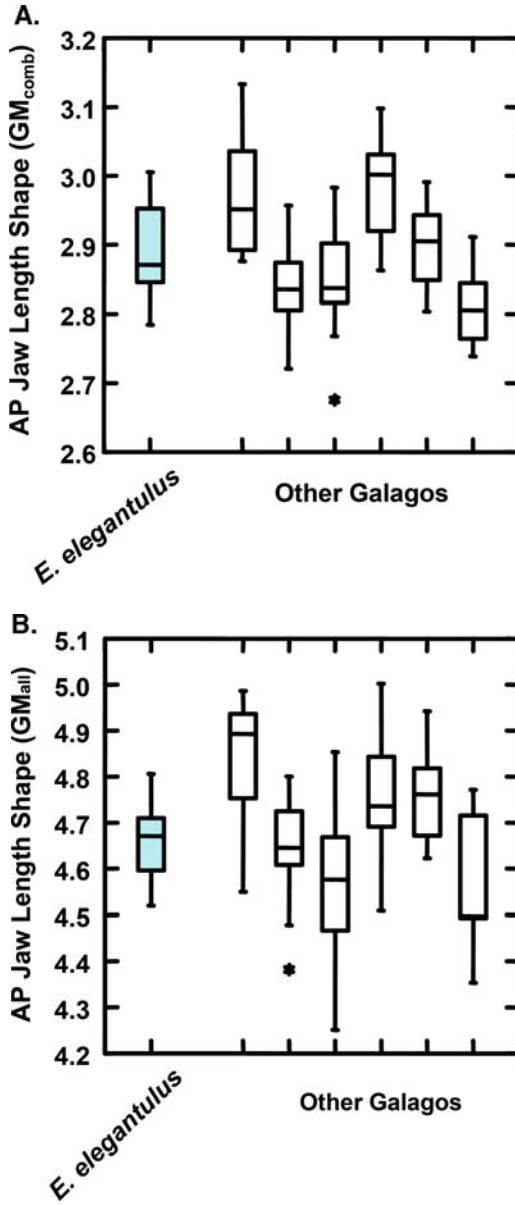 A.
AP Jaw Length Shape (GMcomb)
3.2
3.1
3.0
2.9
2.8
2.7
2.6
*
E. elegantulus
Other Galagos
B.
AP Jaw Length Shape (GMall)
5.1
5.0
4.9
4.8
4.7
4.6
4.5
4.4
4.3
4.2
*
E. elegantulus
Other Galagos